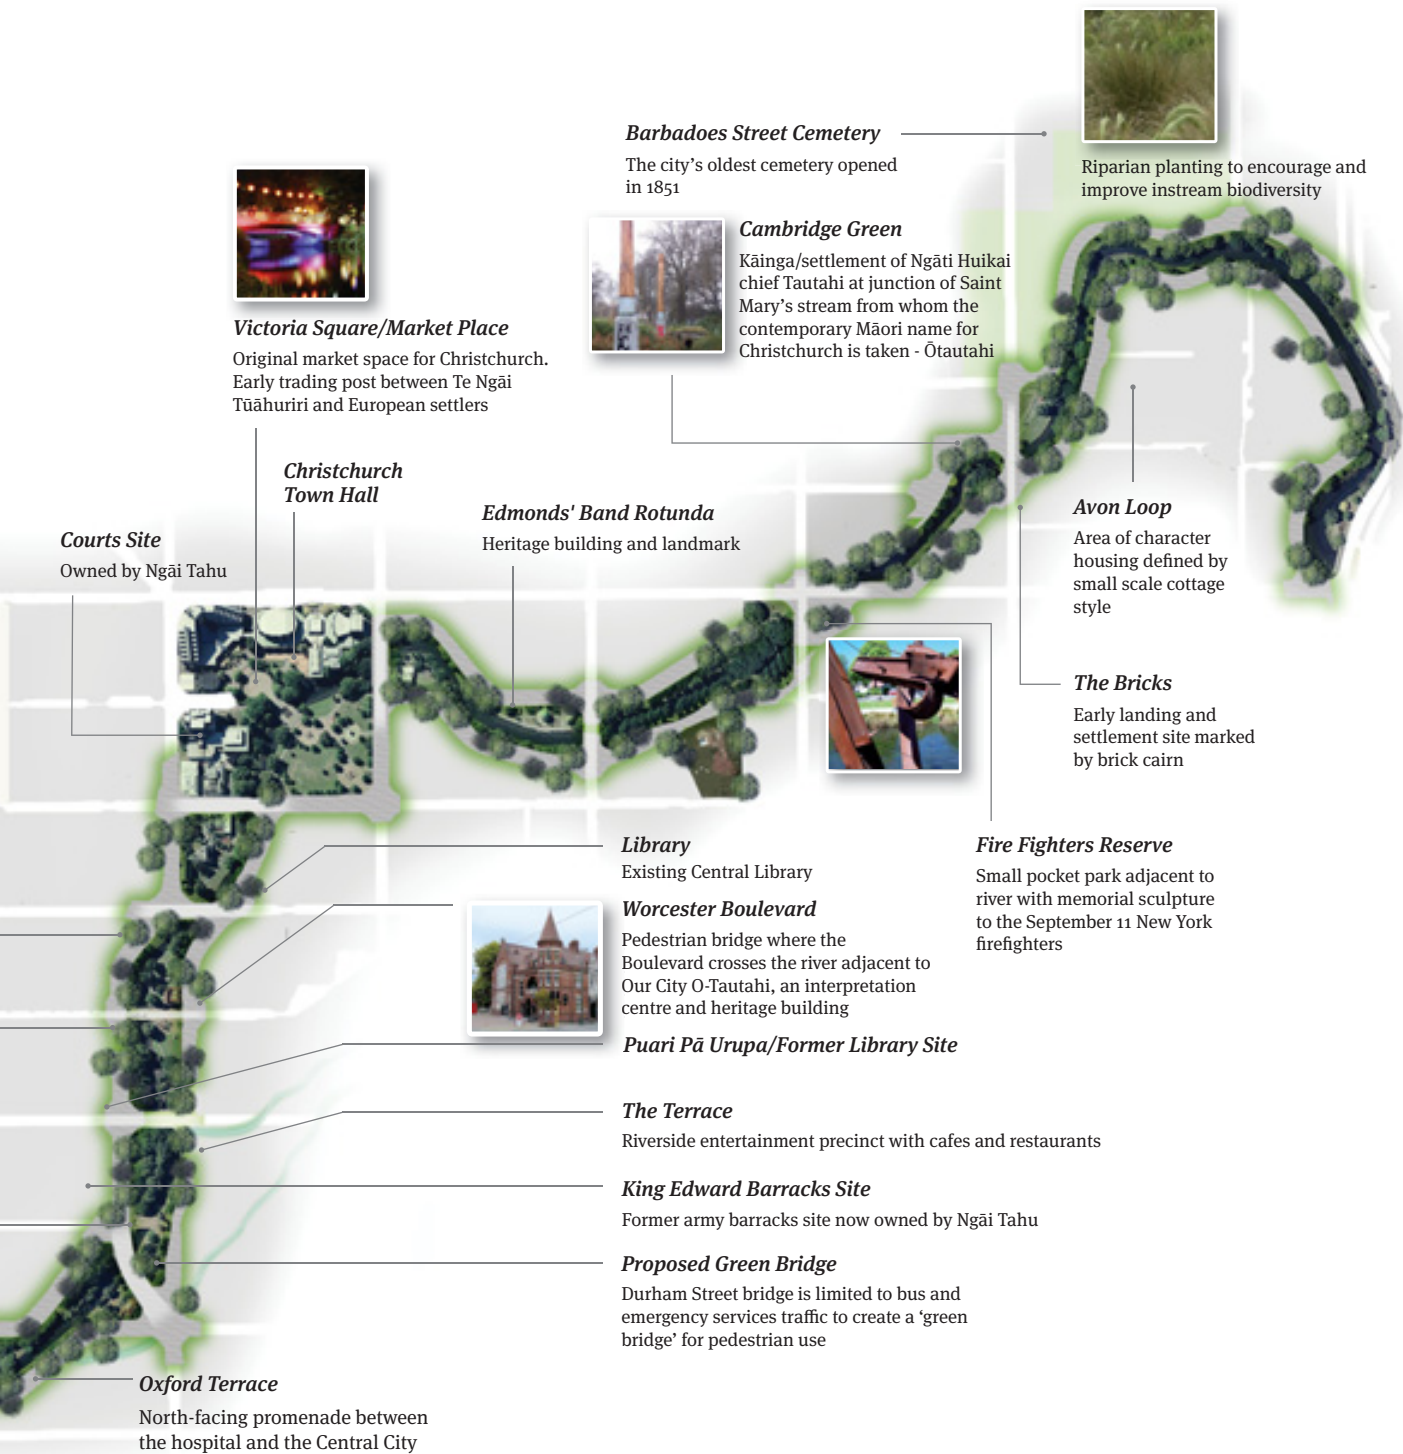 Barbadoes Street Cemetery
The city's oldest cemetery opened
in 1851
Riparian planting to encourage and
improve instream biodiversity
Cambridge Green
Kāinga/settlement of Ngāti Huikai
chief Tautahi at junction of Saint
Mary's stream from whom the
contemporary Māori name for
Christchurch is taken - Ōtautahi
Victoria Square/Market Place
Original market space for Christchurch.
Early trading post between Te Ngāi
Tūāhuriri and European settlers
Christchurch
Town Hall
Edmonds' Band Rotunda
Heritage building and landmark
Courts Site
Owned by Ngāi Tahu
Avon Loop
Area of character
housing defined by
small scale cottage
style
The Bricks
Early landing and
settlement site marked
by brick cairn
Fire Fighters Reserve
Small pocket park adjacent to
river with memorial sculpture
to the September 11 New York
firefighters
Library
Existing Central Library
Worcester Boulevard
Pedestrian bridge where the
Boulevard crosses the river adjacent to
Our City O-Tautahi, an interpretation
centre and heritage building
Puari Pā Urupa/Former Library Site
The Terrace
Riverside entertainment precinct with cafes and restaurants
King Edward Barracks Site
Former army barracks site now owned by Ngāi Tahu
Proposed Green Bridge
Durham Street bridge is limited to bus and
emergency services traffic to create a ‘green
bridge’ for pedestrian use
Oxford Terrace
North-facing promenade between
the hospital and the Central City